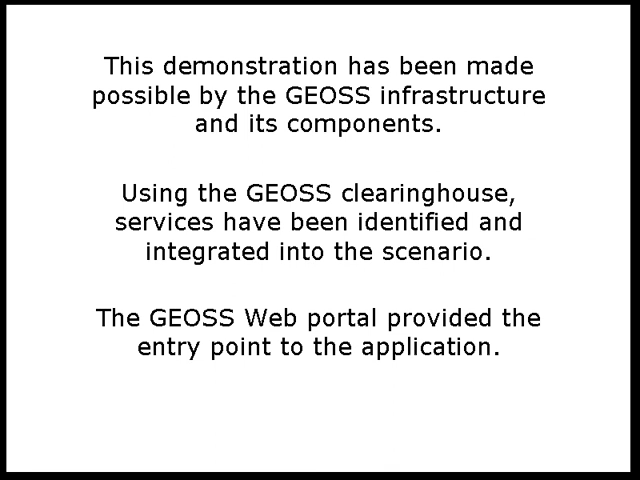 This demonstration has been made
possible by the GEOSS infrastructure
and its components.
Using the GEOSS clearinghouse,
services have been identified and
integrated into the scenario.
The GEOSS Web portal provided the
entry point to the application.